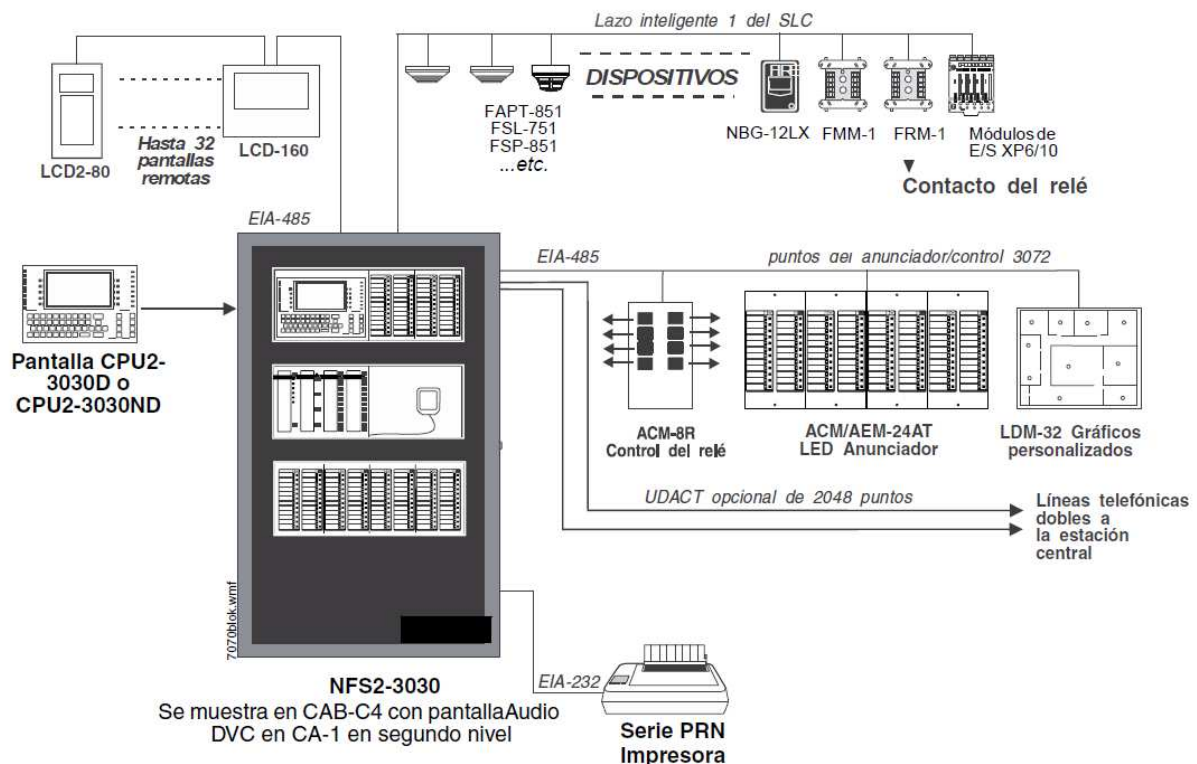 Lazo inteligente 1 del SLC
DISPOSITIVOS
FAPT-851
FSL-751
FSP-851
...etc.
NBG-12LX
FMM-1
FRM-1
Módulos de
E/S XP6/10
Contacto del relé
LCD2-80
Hasta 32
pantallas
remotas
LCD-160
EIA-485
Pantalla CPU2-
3030D o
CPU2-3030ND
EIA-485
puntos del anunciador/control 3072
ACM-8R
Control del relé
ACM/AEM-24AT
LED Anunciador
LDM-32 Gráficos
personalizados
UDACT opcional de 2048 puntos
Líneas telefónicas
dobles a
la estación
central
7070blok.wmf
NFS2-3030
Se muestra en CAB-C4 con pantallaAudio
DVC en CA-1 en segundo nivel
EIA-232
Serie PRN
Impresora